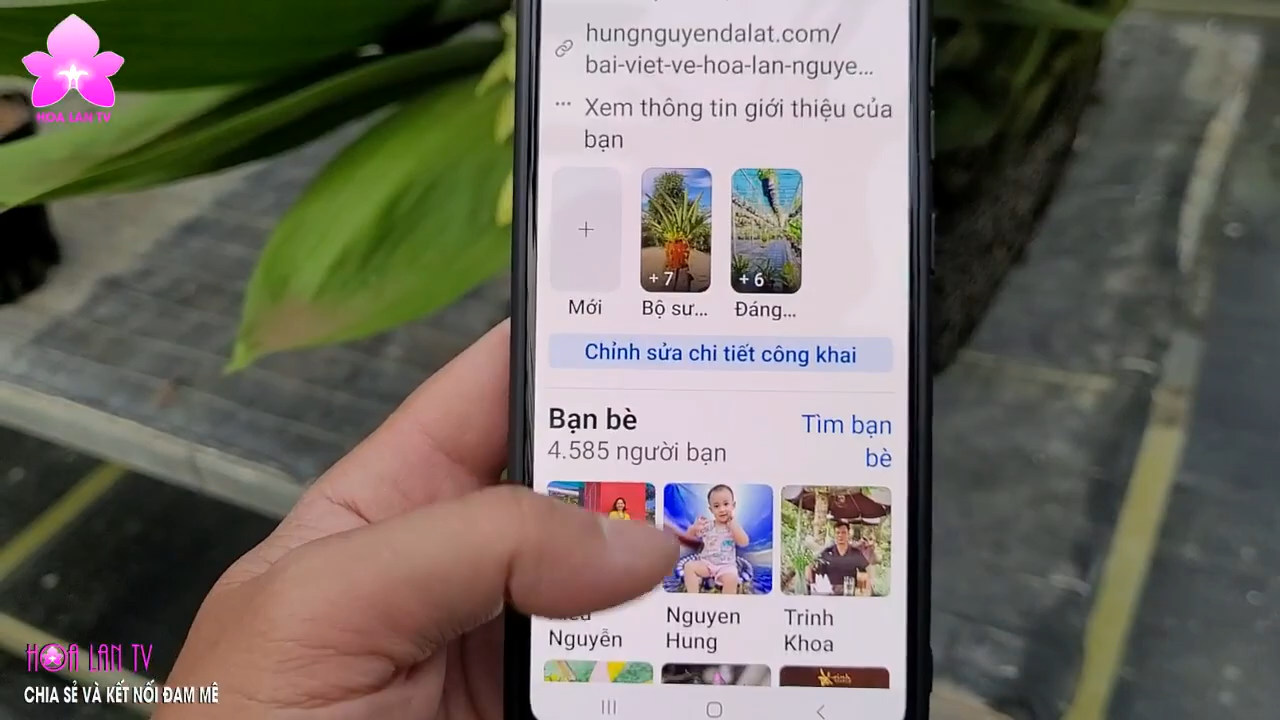 HOA LAN TV
hungnguyendalat.com/
bai-viet-ve-hoa-lan-nguye...
Xem thông tin giới thiệu của
bạn
+ 7
+ 6
Mới
Bộ sư...
Đáng...
Chỉnh sửa chi tiết công khai
Bạn bè
Tìm bạn
bè
4.585 người bạn
Nguyễn
Nguyen
Hung
Trinh
Khoa
HOA LAN TV
CHIA SẺ VÀ KẾT NỐI ĐAM MÊ